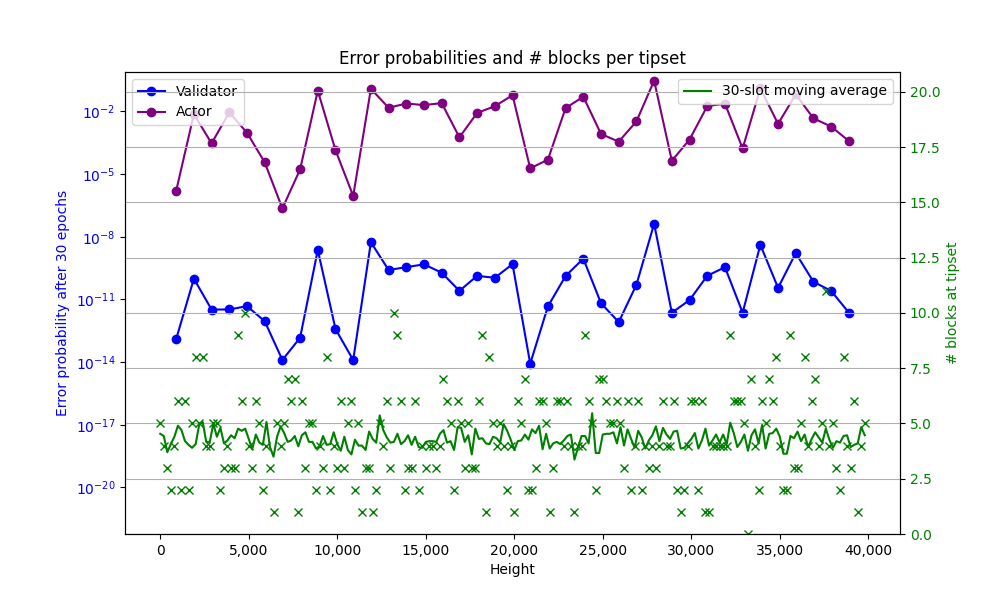 Error probabilities and # blocks per tipset
Validator
Actor
30-slot moving average
Error probability after 30 epochs
10⁻²
10⁻⁵
10⁻⁸
10⁻¹¹
10⁻¹⁴
10⁻¹⁷
10⁻²⁰
# blocks at tipset
20.0
17.5
15.0
12.5
10.0
7.5
5.0
2.5
0.0
0 5,000 10,000 15,000 20,000 25,000 30,000 35,000 40,000
Height